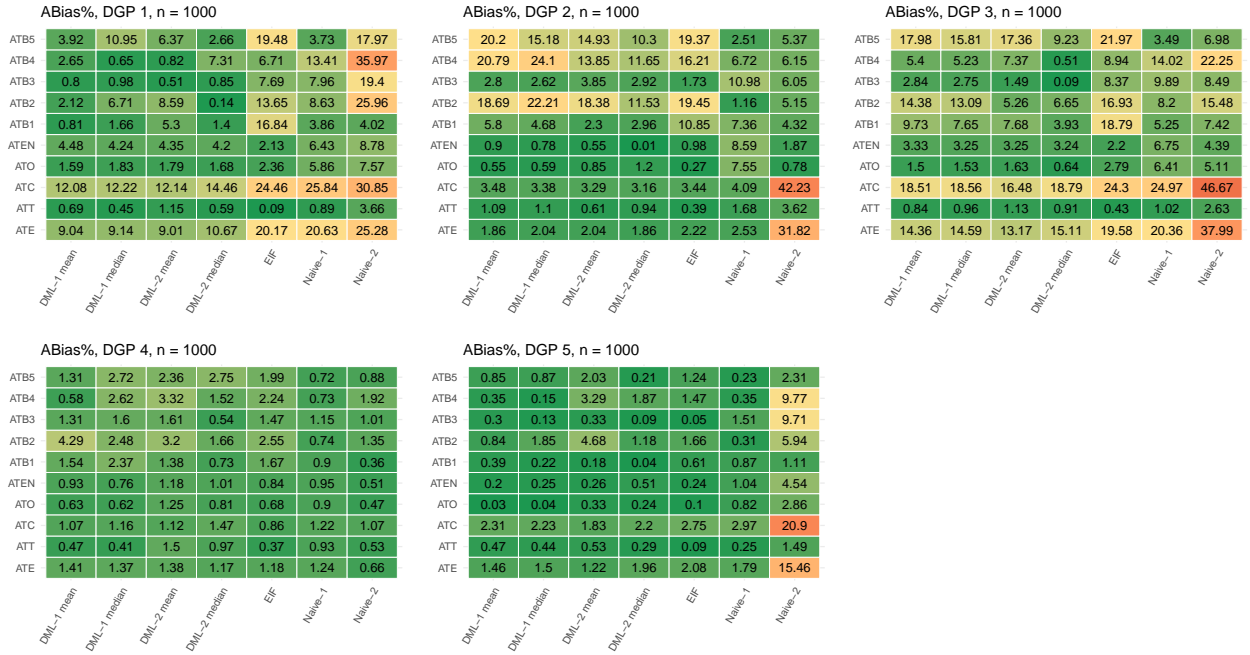 ABias%, DGP 1, n = 1000
ATB5 3.92 10.95 6.37 2.66 19.48 3.73 17.97
ATB4 2.65 0.65 0.82 7.31 6.71 13.41 35.97
ATB3 0.8 0.98 0.51 0.85 7.69 7.96 19.4
ATB2 2.12 6.71 8.59 0.14 13.65 8.63 25.96
ATB1 0.81 1.66 5.3 1.4 16.84 3.86 4.02
ATEN 4.48 4.24 4.35 4.2 2.13 6.43 8.78
ATO 1.59 1.83 1.79 1.68 2.36 5.86 7.57
ATC 12.08 12.22 12.14 14.46 24.46 25.84 30.85
ATT 0.69 0.45 1.15 0.59 0.09 0.89 3.66
ATE 9.04 9.14 9.01 10.67 20.17 20.63 25.28
DML−1 mean DML−1 median DML−2 mean DML−2 median EIF Naive−1 Naive−2
ABias%, DGP 2, n = 1000
ATB5 20.2 15.18 14.93 10.3 19.37 2.51 5.37
ATB4 20.79 24.1 13.85 11.65 16.21 6.72 6.15
ATB3 2.8 2.62 3.85 2.92 1.73 10.98 6.05
ATB2 18.69 22.21 18.38 11.53 19.45 1.16 5.15
ATB1 5.8 4.68 2.3 2.96 10.85 7.36 4.32
ATEN 0.9 0.78 0.55 0.01 0.98 8.59 1.87
ATO 0.55 0.59 0.85 1.2 0.27 7.55 0.78
ATC 3.48 3.38 3.29 3.16 3.44 4.09 42.23
ATT 1.09 1.1 0.61 0.94 0.39 1.68 3.62
ATE 1.86 2.04 2.04 1.86 2.22 2.53 31.82
DML−1 mean DML−1 median DML−2 mean DML−2 median EIF Naive−1 Naive−2
ABias%, DGP 3, n = 1000
ATB5 17.98 15.81 17.36 9.23 21.97 3.49 6.98
ATB4 5.4 5.23 7.37 0.51 8.94 14.02 22.25
ATB3 2.84 2.75 1.49 0.09 8.37 9.89 8.49
ATB2 14.38 13.09 5.26 6.65 16.93 8.2 15.48
ATB1 9.73 7.65 7.68 3.93 18.79 5.25 7.42
ATEN 3.33 3.25 3.25 3.24 2.2 6.75 4.39
ATO 1.5 1.53 1.63 0.64 2.79 6.41 5.11
ATC 18.51 18.56 16.48 18.79 24.3 24.97 46.67
ATT 0.84 0.96 1.13 0.91 0.43 1.02 2.63
ATE 14.36 14.59 13.17 15.11 19.58 20.36 37.99
DML−1 mean DML−1 median DML−2 mean DML−2 median EIF Naive−1 Naive−2
ABias%, DGP 4, n = 1000
ATB5 1.31 2.72 2.36 2.75 1.99 0.72 0.88
ATB4 0.58 2.62 3.32 1.52 2.24 0.73 1.92
ATB3 1.31 1.6 1.61 0.54 1.47 1.15 1.01
ATB2 4.29 2.48 3.2 1.66 2.55 0.74 1.35
ATB1 1.54 2.37 1.38 0.73 1.67 0.9 0.36
ATEN 0.93 0.76 1.18 1.01 0.84 0.95 0.51
ATO 0.63 0.62 1.25 0.81 0.68 0.9 0.47
ATC 1.07 1.16 1.12 1.47 0.86 1.22 1.07
ATT 0.47 0.41 1.5 0.97 0.37 0.93 0.53
ATE 1.41 1.37 1.38 1.17 1.18 1.24 0.66
DML−1 mean DML−1 median DML−2 mean DML−2 median EIF Naive−1 Naive−2
ABias%, DGP 5, n = 1000
ATB5 0.85 0.87 2.03 0.21 1.24 0.23 2.31
ATB4 0.35 0.15 3.29 1.87 1.47 0.35 9.77
ATB3 0.3 0.13 0.33 0.09 0.05 1.51 9.71
ATB2 0.84 1.85 4.68 1.18 1.66 0.31 5.94
ATB1 0.39 0.22 0.18 0.04 0.61 0.87 1.11
ATEN 0.2 0.25 0.26 0.51 0.24 1.04 4.54
ATO 0.03 0.04 0.33 0.24 0.1 0.82 2.86
ATC 2.31 2.23 1.83 2.2 2.75 2.97 20.9
ATT 0.47 0.44 0.53 0.29 0.09 0.25 1.49
ATE 1.46 1.5 1.22 1.96 2.08 1.79 15.46
DML−1 mean DML−1 median DML−2 mean DML−2 median EIF Naive−1 Naive−2